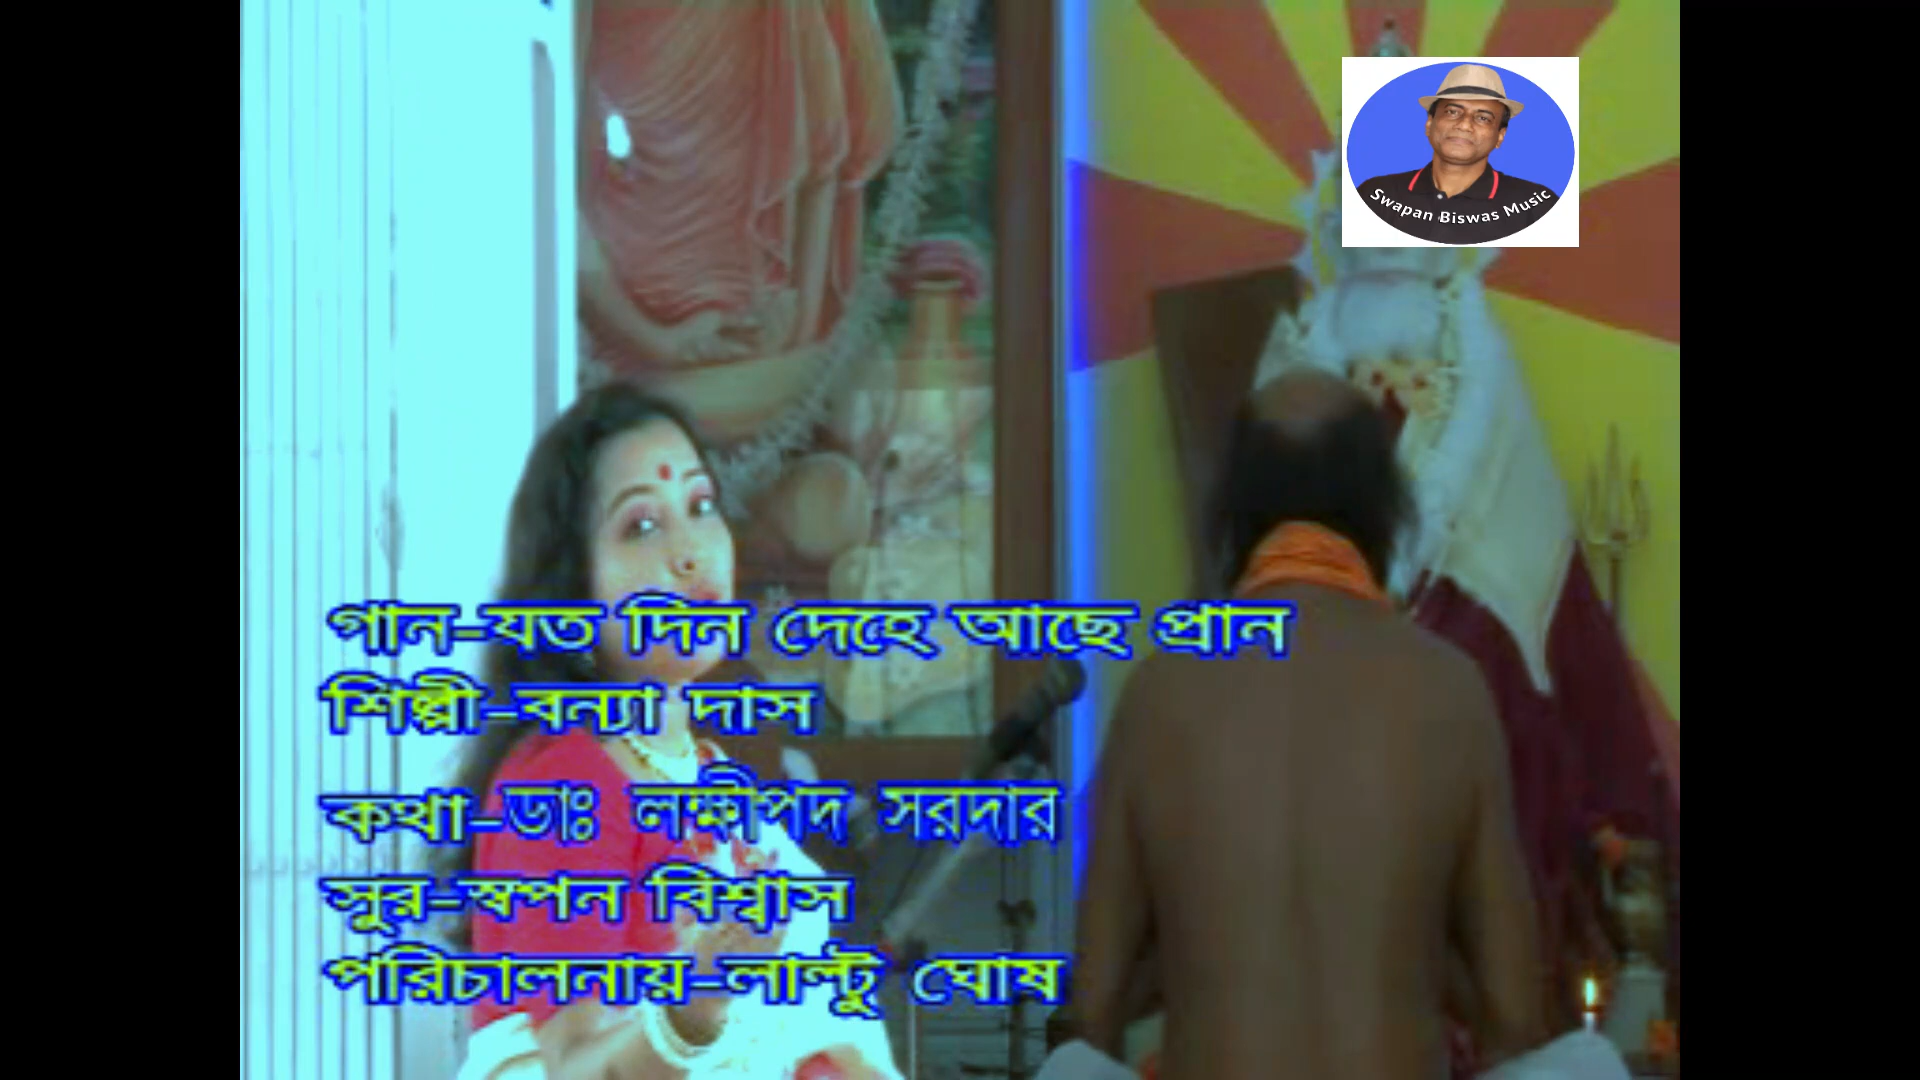 Swapan Biswas Music
গান-যত দিন দেহে আছে প্রান
শিল্পী-বন্যা দাস
কথা-ডাঃ লক্ষীপদ সরদার
সুর-স্বপন বিশ্বাস
পরিচালনায়-লাল্টু ঘোষ